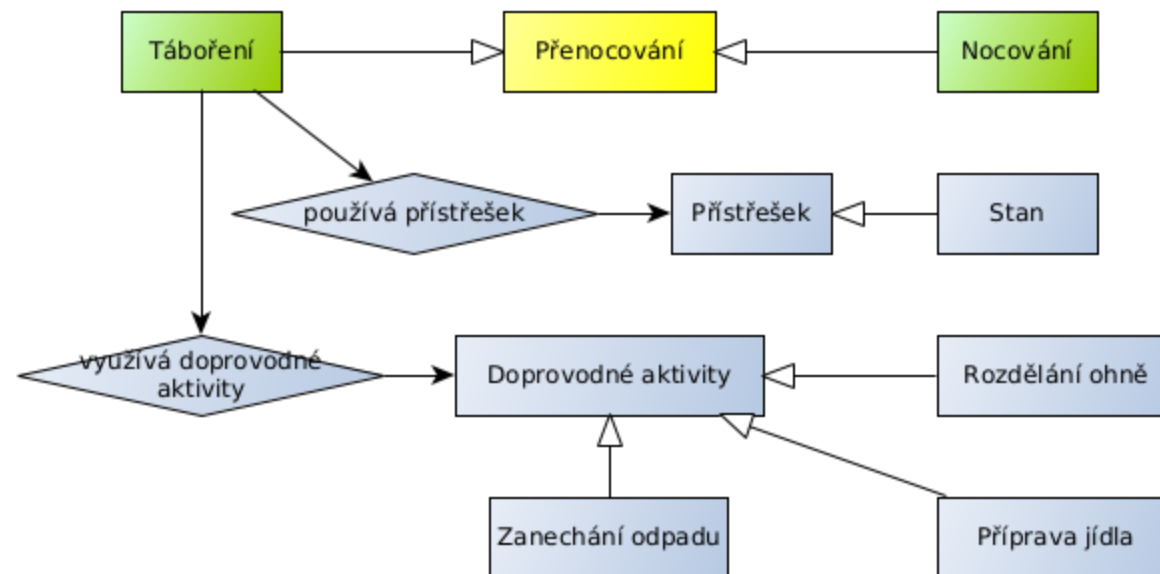 Táboření
Přenocování
Nocování
používá přístřešek
Přístřešek
Stan
využívá doprovodné
aktivity
Doprovodné aktivity
Rozdělání ohně
Zanechání odpadu
Příprava jídla